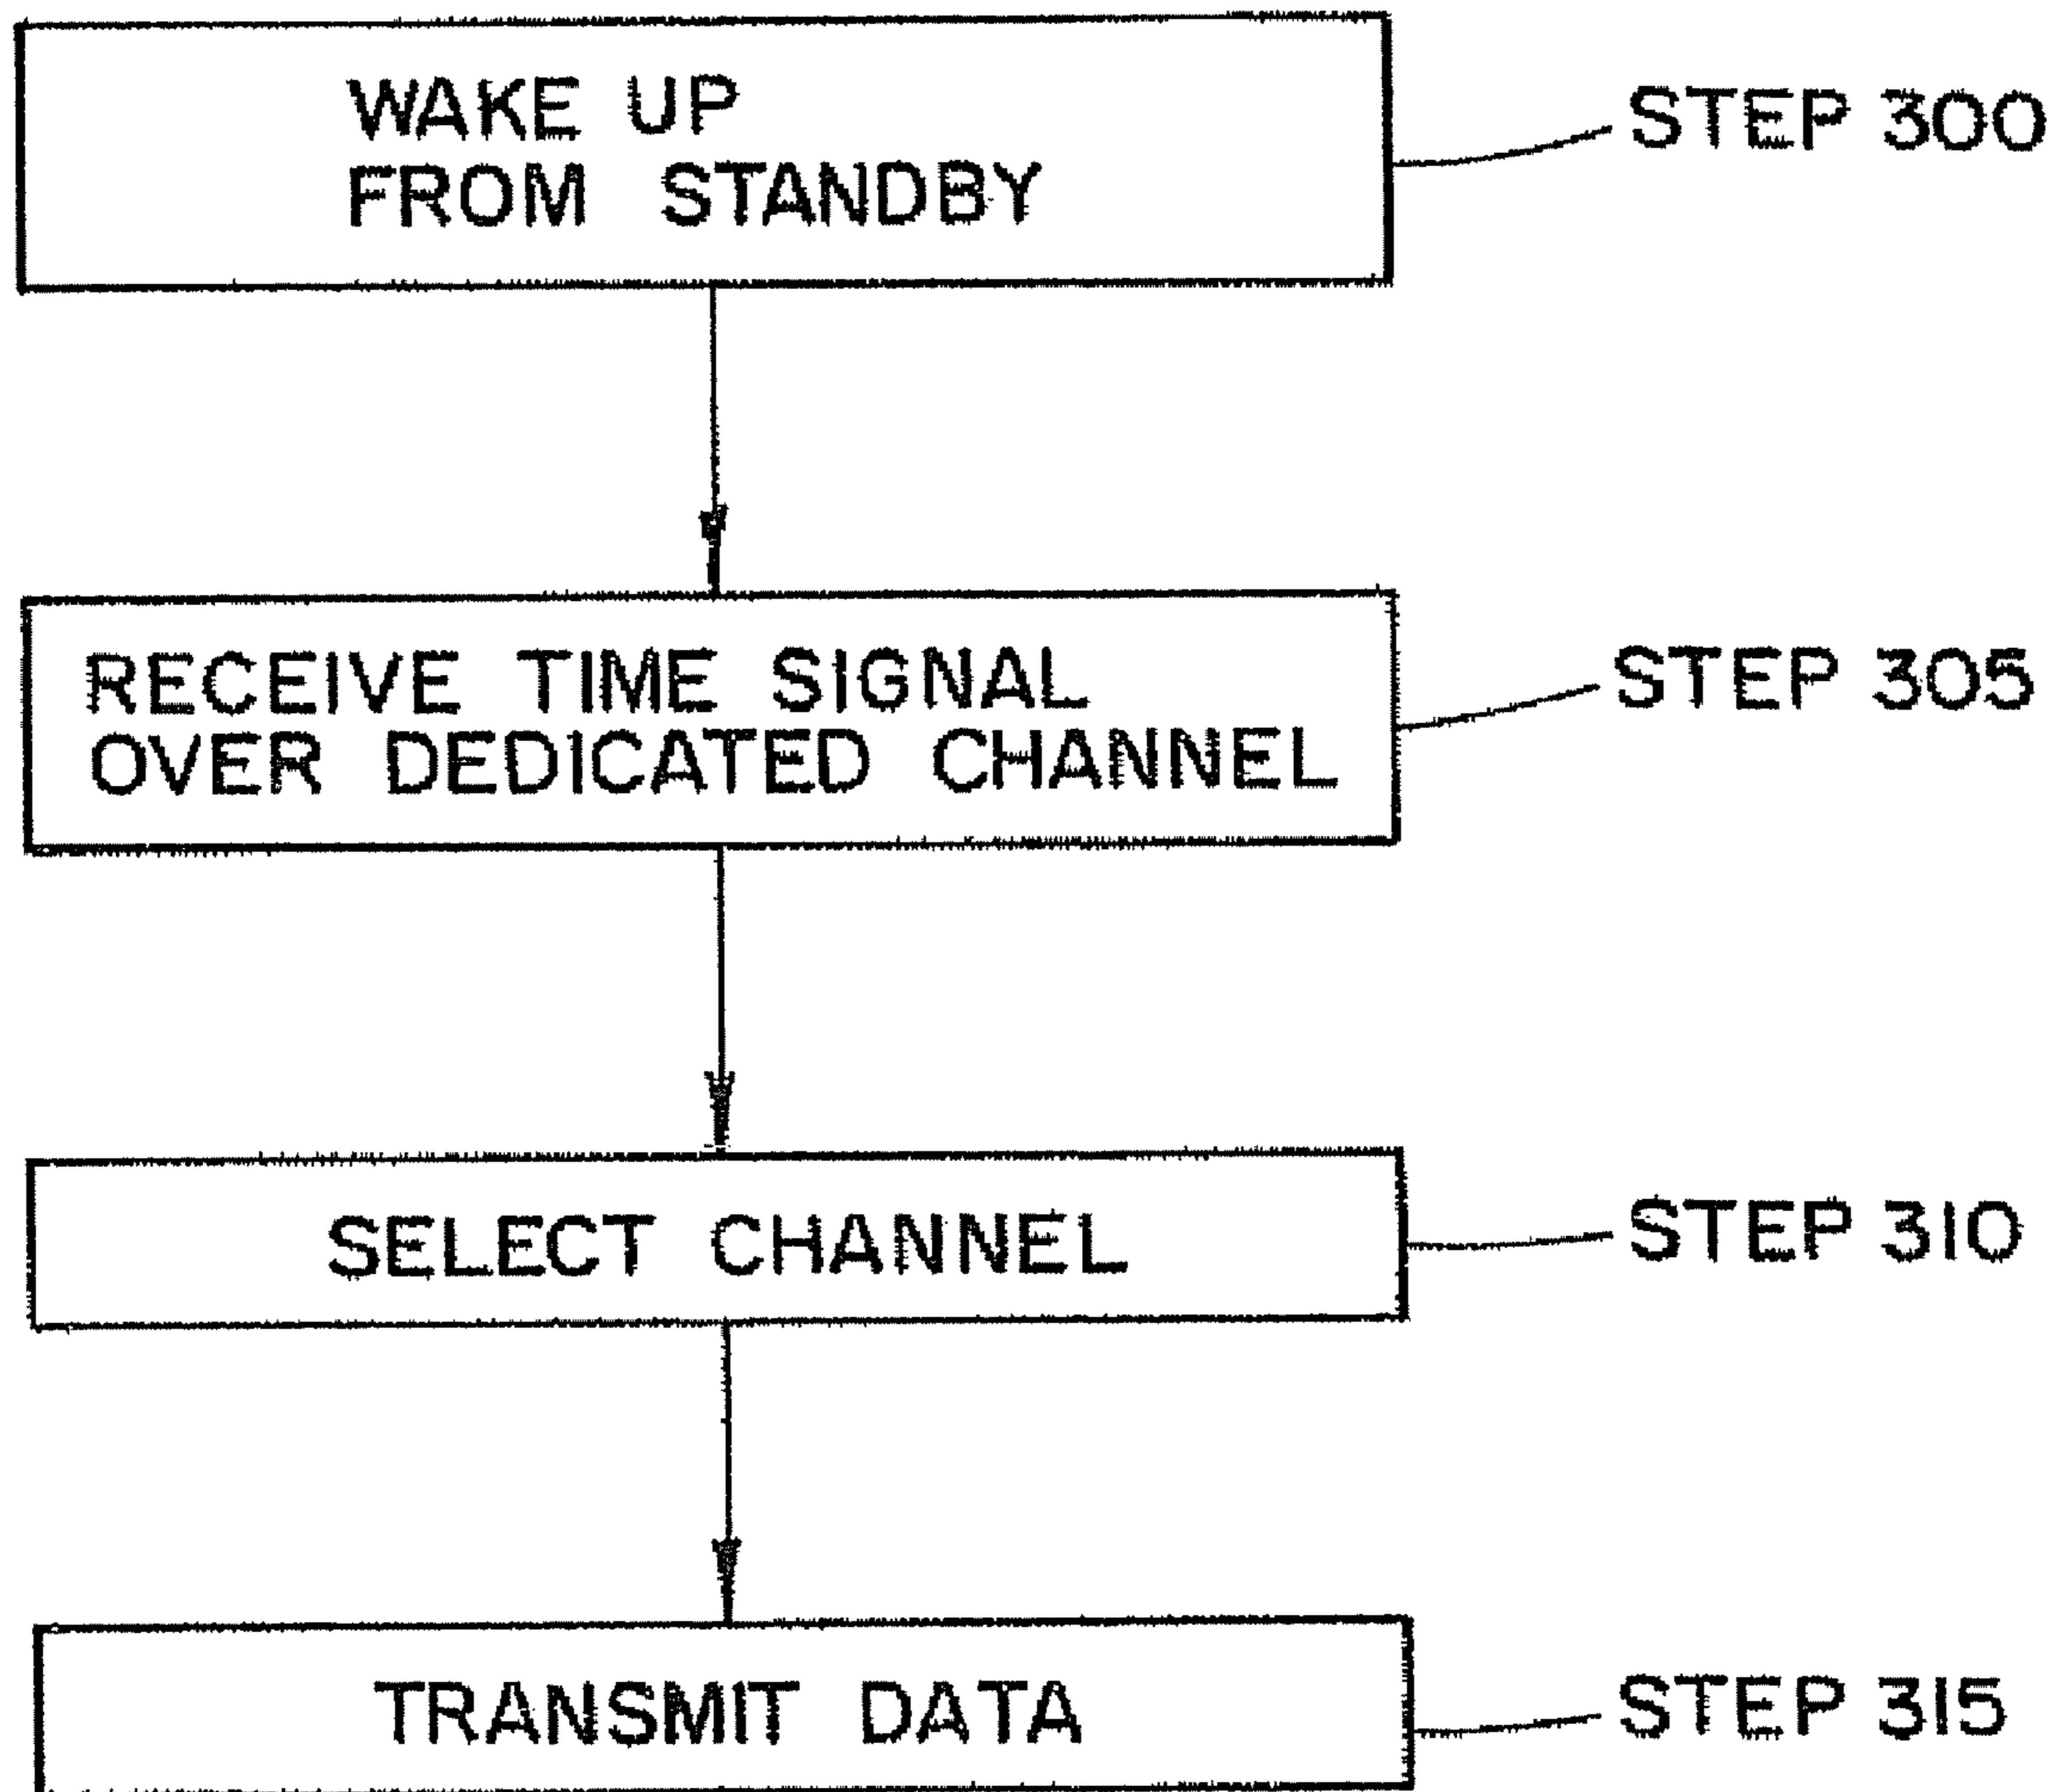 WAKE UP
FROM STANDBY
STEP 300
RECEIVE TIME SIGNAL
OVER DEDICATED CHANNEL
STEP 305
SELECT CHANNEL
STEP 310
TRANSMIT DATA
STEP 315